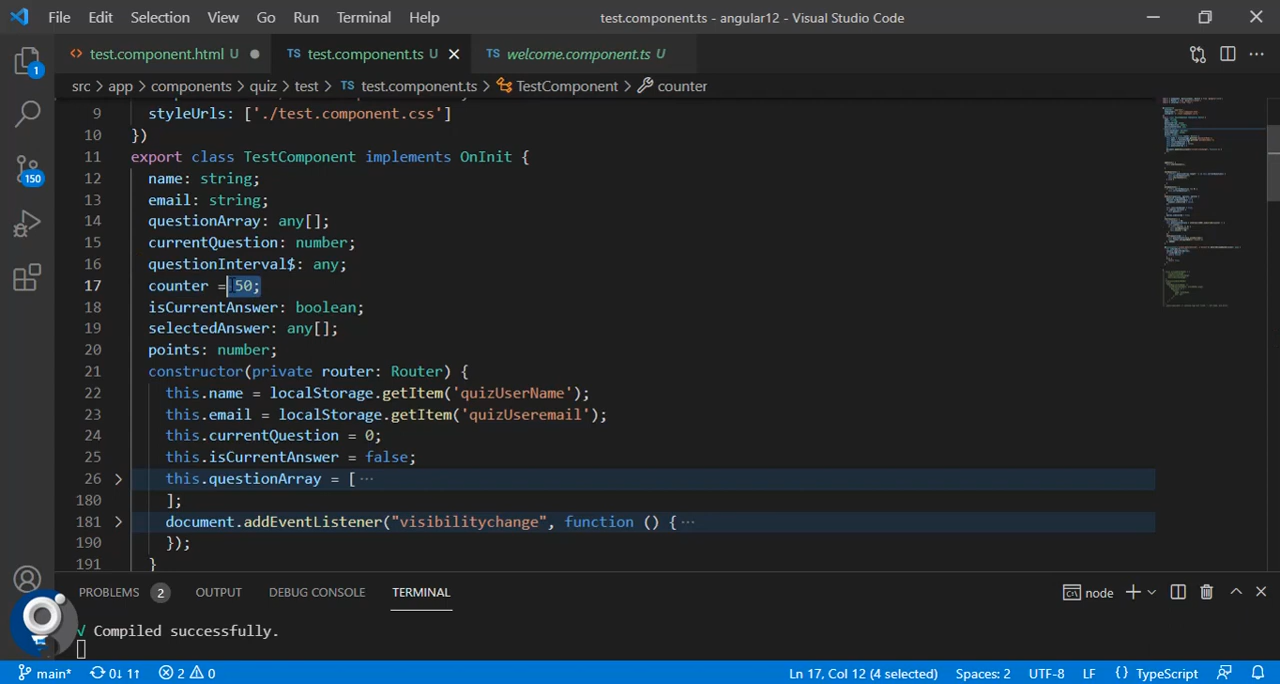 File Edit Selection View Go Run Terminal Help test.component.ts - angular12 - Visual Studio Code
<> test.component.html U TS test.component.ts U TS welcome.component.ts U
1 src > app > components > quiz > test > TS test.component.ts > TestComponent > counter
9 styleUrls: ['./test.component.css']
10 })
11 export class TestComponent implements OnInit {
12 name: string;
13 email: string;
14 questionArray: any[];
15 currentQuestion: number;
16 questionInterval$: any;
17 counter = 50;
18 isCurrentAnswer: boolean;
150
19 selectedAnswer: any[];
20 points: number;
21 constructor(private router: Router) {
22 this.name = localStorage.getItem('quizUserName');
23 this.email = localStorage.getItem('quizUseremail');
24 this.currentQuestion = 0;
25 this.isCurrentAnswer = false;
26 this.questionArray = [ ···
180 ];
181 document.addEventListener("visibilitychange", function () { ···
190 });
191 }
PROBLEMS 2 OUTPUT DEBUG CONSOLE TERMINAL node
√ Compiled successfully.
main* 0↓ 1↑ 2 0 Ln 17, Col 12 (4 selected) Spaces: 2 UTF-8 LF {} TypeScript